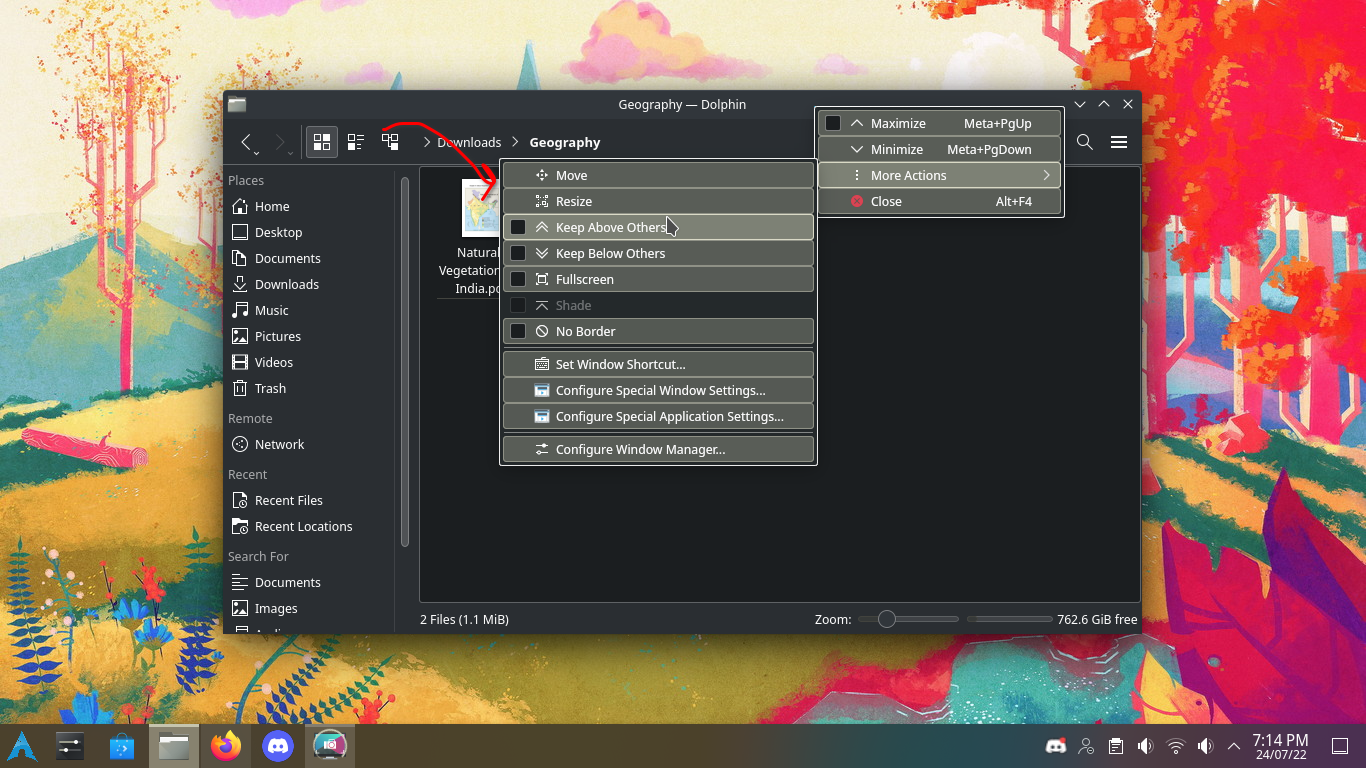 Geography — Dolphin
Downloads
Geography
Maximize Meta+PgUp
Minimize Meta+PgDown
More Actions
Close Alt+F4
Move
Resize
Keep Above Others
Keep Below Others
Fullscreen
Shade
No Border
Set Window Shortcut...
Configure Special Window Settings...
Configure Special Application Settings...
Configure Window Manager...
Natural
Vegetation
Places
Home
Desktop
Documents
Downloads
Music
Pictures
Videos
Trash
Remote
Network
Recent
Recent Files
Recent Locations
Search For
Documents
Images
2 Files (1.1 MiB)
Zoom:
762.6 GiB free
7:14 PM
24/07/22